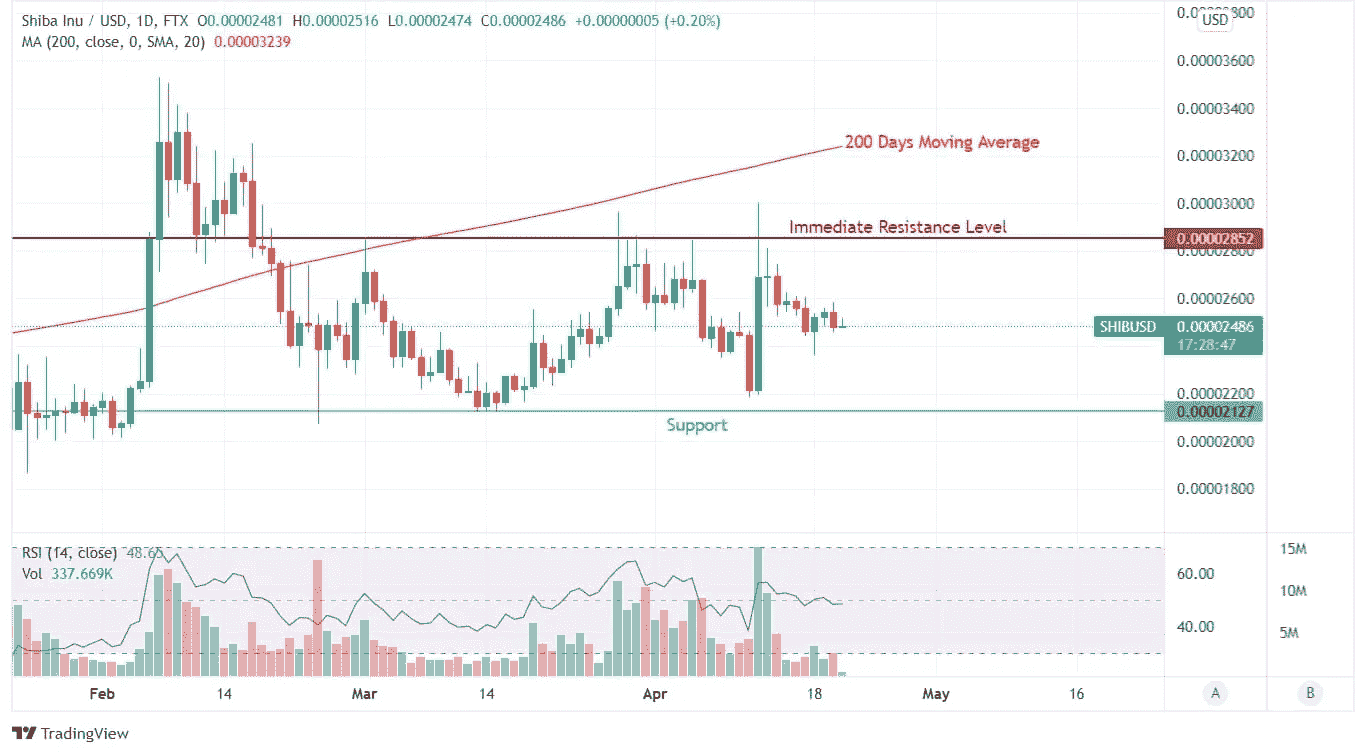 Shiba Inu / USD, 1D, FTX O0.00002481 H0.00002516 L0.00002474 C0.00002486 +0.00000005 (+0.20%)
MA (200, close, 0, SMA, 20) 0.00003239
USD
0.00003600
0.00003400
200 Days Moving Average
0.00003200
0.00003000
Immediate Resistance Level
0.00002852
0.00002800
0.00002600
SHIBUSD 0.00002486
17:28:47
0.00002200
0.00002127
Support
0.00002000
0.00001800
RSI (14, close) 48.65
15M
Vol 337.669K
60.00
10M
40.00
5M
Feb 14 Mar 14 Apr 18 May 16
A B
TradingView